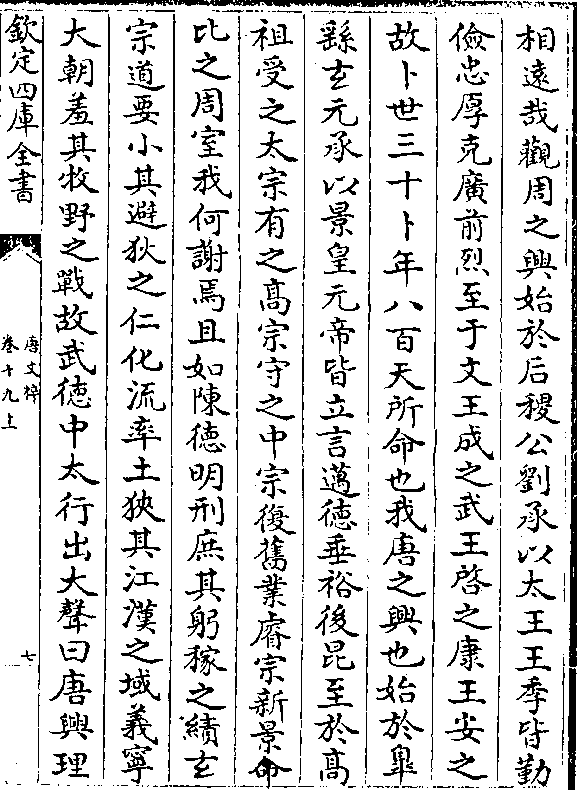 相遠哉觀周之興始於后稷公劉承以太王王季皆勤
儉忠厚克廣前烈至于文王成之武王啓之康王安之
故卜世三十卜年八百天所命也我唐之興也始於臯
繇𤣥元承以景皇元帝皆立言邁德垂裕後昆至於髙
祖受之太宗有之髙宗守之中宗復舊業睿宗新景命
比之周室我何謝焉且如陳德明刑庶其躬稼之績𤣥
宗道要小其避狄之仁化流率土狹其江漢之域義寧
大朝羞其牧野之戰故武德中太行出大聲曰唐興理
欽定四庫全書
唐文粹
卷十九上
七